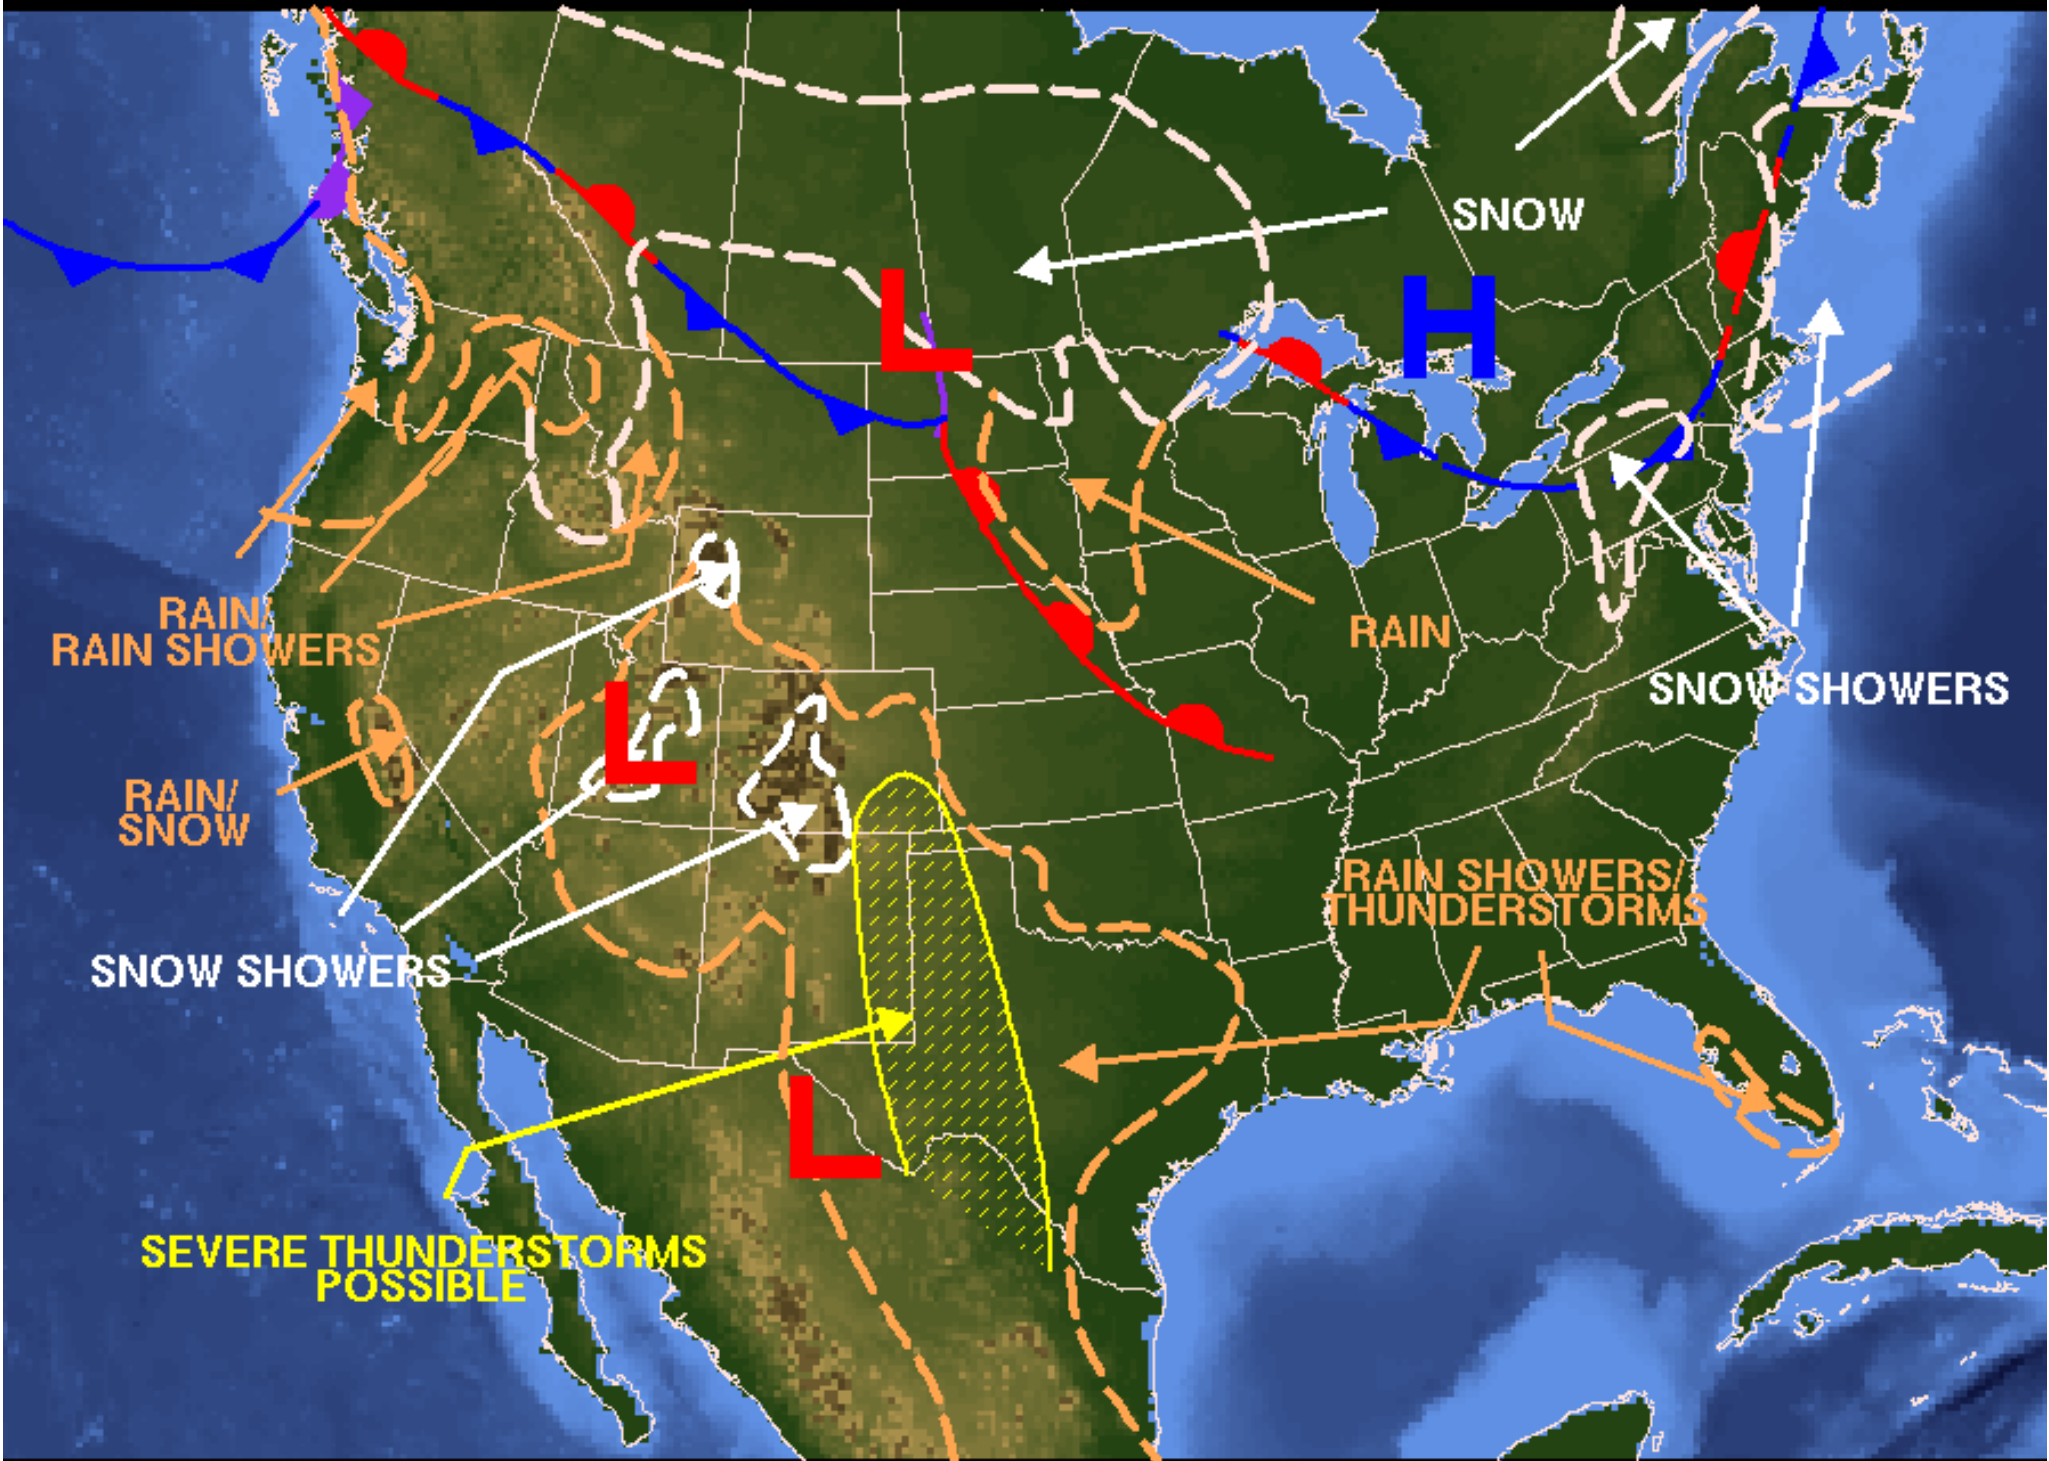 SNOW
L
H
RAIN/
RAIN SHOWERS
RAIN
SNOW SHOWERS
L
RAIN/
SNOW
RAIN SHOWERS/
THUNDERSTORMS
SNOW SHOWERS
L
SEVERE THUNDERSTORMS
POSSIBLE